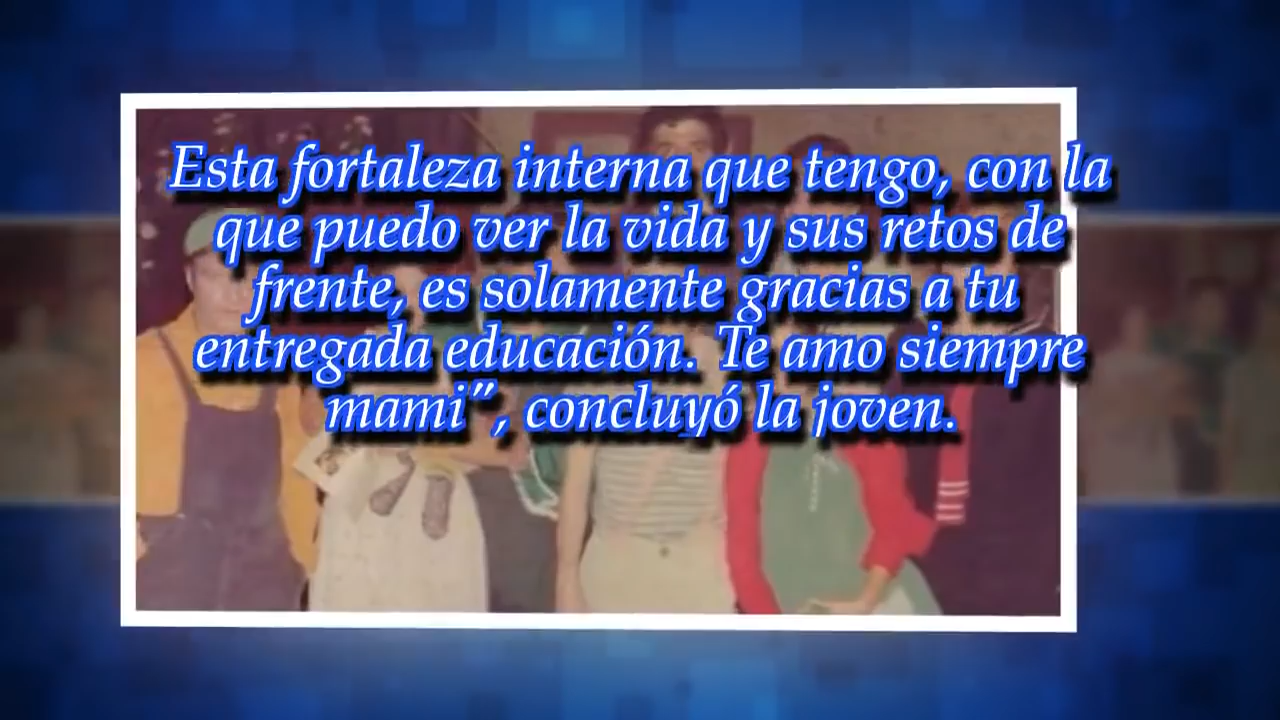 Esta fortaleza interna que tengo, con la
que puedo ver la vida y sus retos de
frente, es solamente gracias a tu
entregada educación. Te amo siempre
mami”, concluyó la joven.